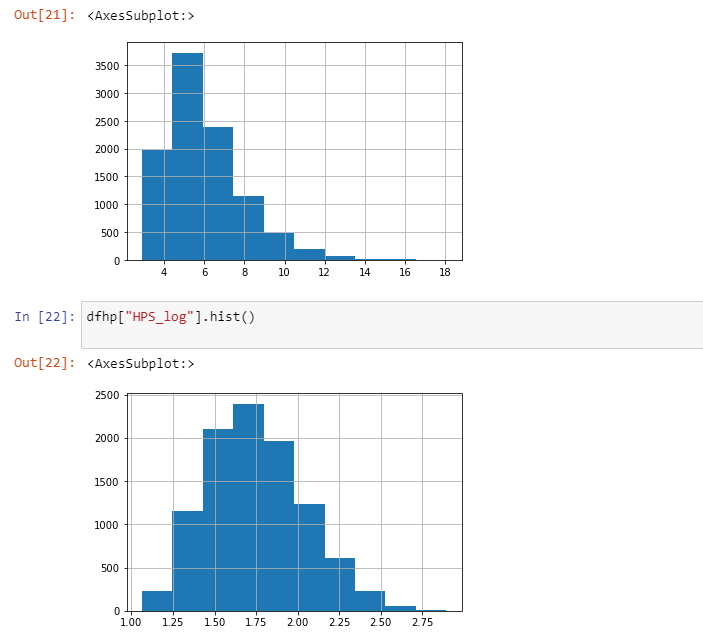 Out[21]: <AxesSubplot:>
3500
3000
2500
2000
1500
1000
500
0
4 6 8 10 12 14 16 18
In [22]: dfhp["HPS_log"].hist()
Out[22]: <AxesSubplot:>
2500
2000
1500
1000
500
0
1.00 1.25 1.50 1.75 2.00 2.25 2.50 2.75